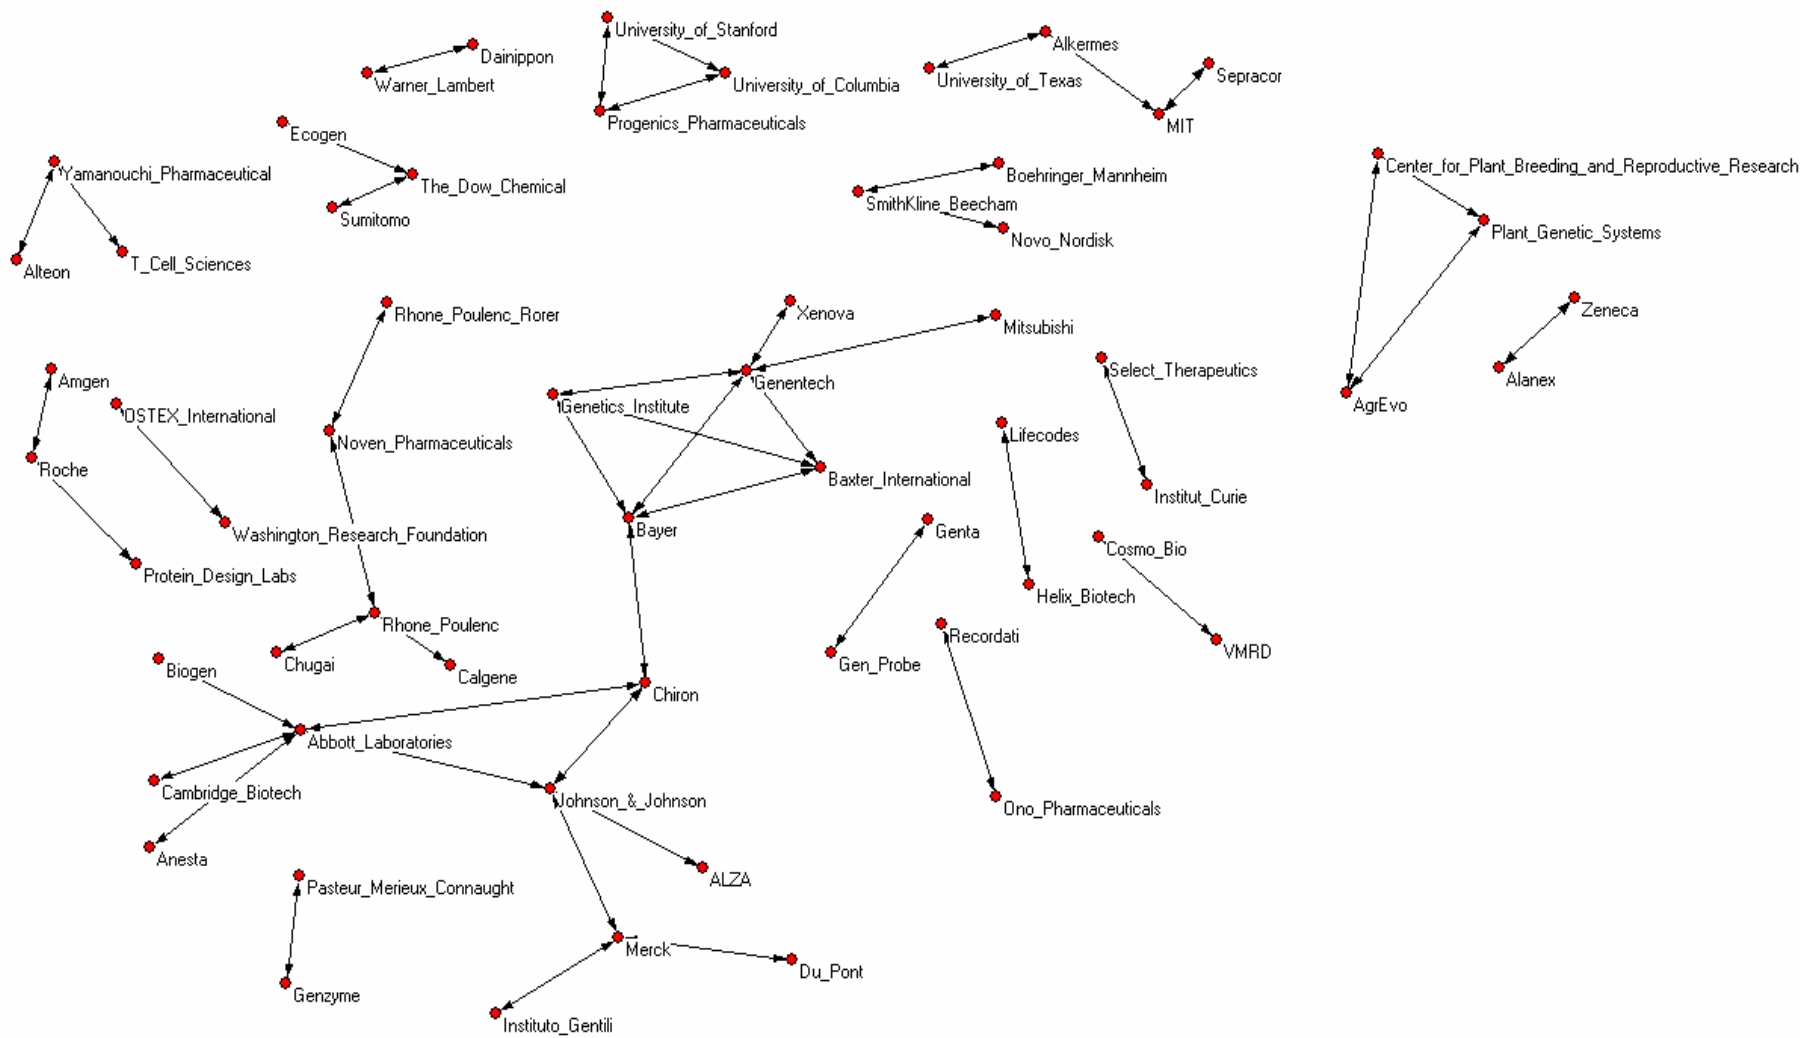 University_of_Stanford
Dainippon
Alkermes
Warner_Lambert
University_of_Columbia
University_of_Texas
Sepracor
Progenics_Pharmaceuticals
MIT
Ecogen
Yamanouchi_Pharmaceutical
The_Dow_Chemical
Boehringer_Mannheim
Center_for_Plant_Breeding_and_Reproductive_Research
Sumitomo
SmithKline_Beecham
Novo_Nordisk
Plant_Genetic_Systems
Alteon
T_Cell_Sciences
Rhone_Poulenc_Rorer
Xenova
Mitsubishi
Zeneca
Amgen
Genentech
Select_Therapeutics
Alanex
OSTEX_International
Genetics_Institute
AgrEvo
Noven_Pharmaceuticals
Lifecodes
Roche
Baxter_International
Institut_Curie
Washington_Research_Foundation
Bayer
Genta
Cosmo_Bio
Protein_Design_Labs
Helix_Biotech
Rhone_Poulenc
Recordati
VMRD
Biogen
Chugai
Calgene
Gen_Probe
Chiron
Abbott_Laboratories
Cambridge_Biotech
Johnson_&_Johnson
Ono_Pharmaceuticals
Anesta
ALZA
Pasteur_Merieux_Connaught
Merck
Du_Pont
Genzyme
Instituto_Gentili